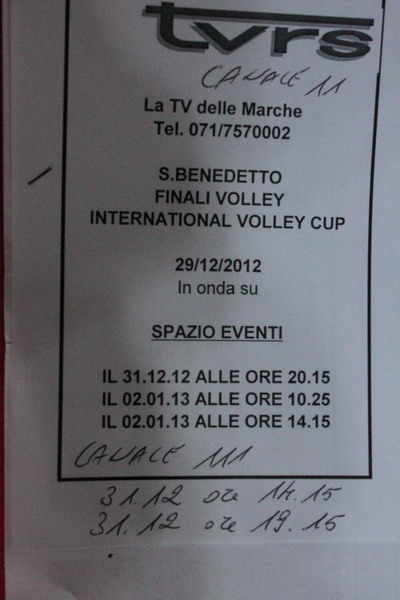 tvrs
CANALE 11
La TV delle Marche
Tel. 071/7570002
S.BENEDETTO
FINALI VOLLEY
INTERNATIONAL VOLLEY CUP
29/12/2012
In onda su
SPAZIO EVENTI
IL 31.12.12 ALLE ORE 20.15
IL 02.01.13 ALLE ORE 10.25
IL 02.01.13 ALLE ORE 14.15
CANALE 111
31.12 ore 14.15
31.12 ore 19.15